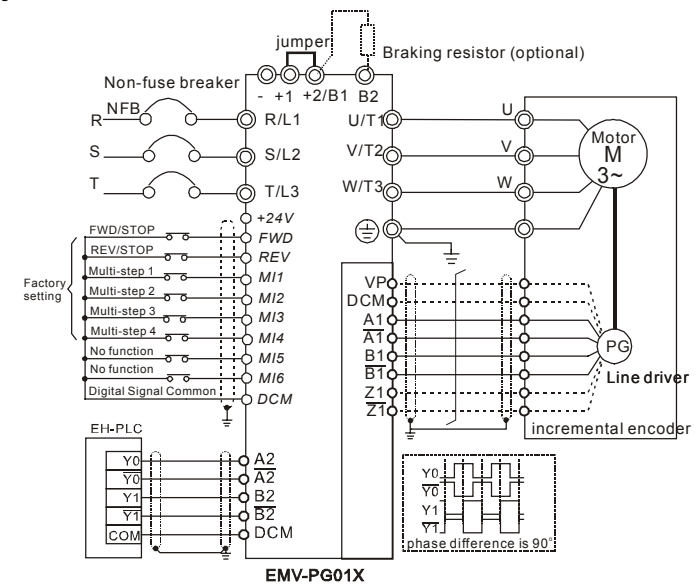 jumper
Braking resistor (optional)
Non-fuse breaker
- +1 +2/B1 B2
NFB
R R/L1 U/T1 U
S S/L2 V/T2 V
T T/L3 W/T3 W
Motor
M
3~
+24V
FWD/STOP FWD
REV/STOP REV
Multi-step 1 MI1
Multi-step 2 MI2
Multi-step 3 MI3
Multi-step 4 MI4
Factory
setting
No function MI5
No function MI6
Digital Signal Common DCM
VP
DCM
A1
A1
B1
B1
Z1
Z1
PG
Line driver
incremental encoder
EH-PLC
Y0 A2
Y0 A2
Y1 B2
Y1 B2
COM DCM
Y0
Y0
Y1
Y1
phase difference is 90°
EMV-PG01X